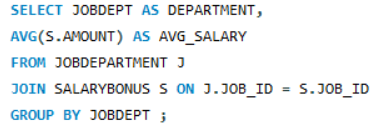 SELECT JOBDEPT AS DEPARTMENT,
AVG(S.AMOUNT) AS AVG_SALARY
FROM JOBDEPARTMENT J
JOIN SALARYBONUS S ON J.JOB_ID = S.JOB_ID
GROUP BY JOBDEPT ;